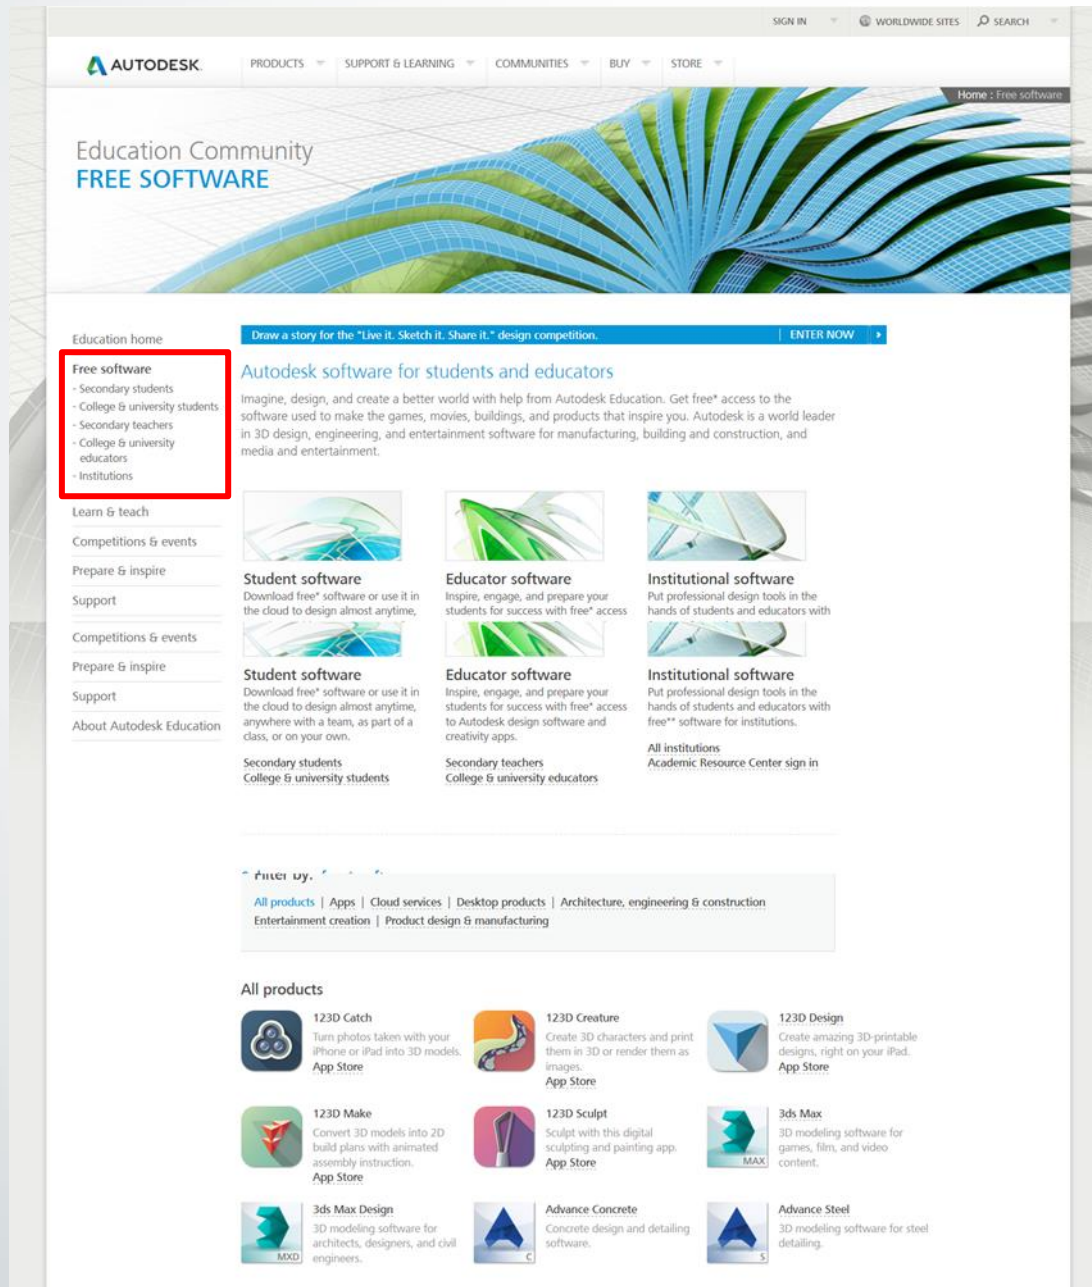 SIGN IN WORLDWIDE SITES SEARCH
AUTODESK. PRODUCTS SUPPORT & LEARNING COMMUNITIES BUY STORE
Home : Free software
Education Community
FREE SOFTWARE
Education home
Free software
- Secondary students
- College & university students
- Secondary teachers
- College & university
educators
- Institutions
Learn & teach
Competitions & events
Prepare & inspire
Support
Competitions & events
Prepare & inspire
Support
About Autodesk Education
Draw a story for the "Live it. Sketch it. Share it." design competition. | ENTER NOW
Autodesk software for students and educators
Imagine, design, and create a better world with help from Autodesk Education. Get free* access to the
software used to make the games, movies, buildings, and products that inspire you. Autodesk is a world leader
in 3D design, engineering, and entertainment software for manufacturing, building and construction, and
media and entertainment.
Student software
Download free* software or use it in
the cloud to design almost anytime,
Educator software
Inspire, engage, and prepare your
students for success with free* access
Institutional software
Put professional design tools in the
hands of students and educators with
Student software
Download free* software or use it in
the cloud to design almost anytime,
anywhere with a team, as part of a
class, or on your own.
Secondary students
College & university students
Educator software
Inspire, engage, and prepare your
students for success with free* access
to Autodesk design software and
creativity apps.
Secondary teachers
College & university educators
Institutional software
Put professional design tools in the
hands of students and educators with
free** software for institutions.
All institutions
Academic Resource Center sign in
Filter by:
All products | Apps | Cloud services | Desktop products | Architecture, engineering & construction
Entertainment creation | Product design & manufacturing
All products
123D Catch
Turn photos taken with your
iPhone or iPad into 3D models.
App Store
123D Creature
Create 3D characters and print
them in 3D or render them as
images.
App Store
123D Design
Create amazing 3D-printable
designs, right on your iPad.
App Store
123D Make
Convert 3D models into 2D
build plans with animated
assembly instruction.
App Store
123D Sculpt
Sculpt with this digital
sculpting and painting app.
App Store
MAX
3ds Max
3D modeling software for
games, film, and video
content.
MXD
3ds Max Design
3D modeling software for
architects, designers, and civil
engineers.
C
Advance Concrete
Concrete design and detailing
software.
S
Advance Steel
3D modeling software for steel
detailing.